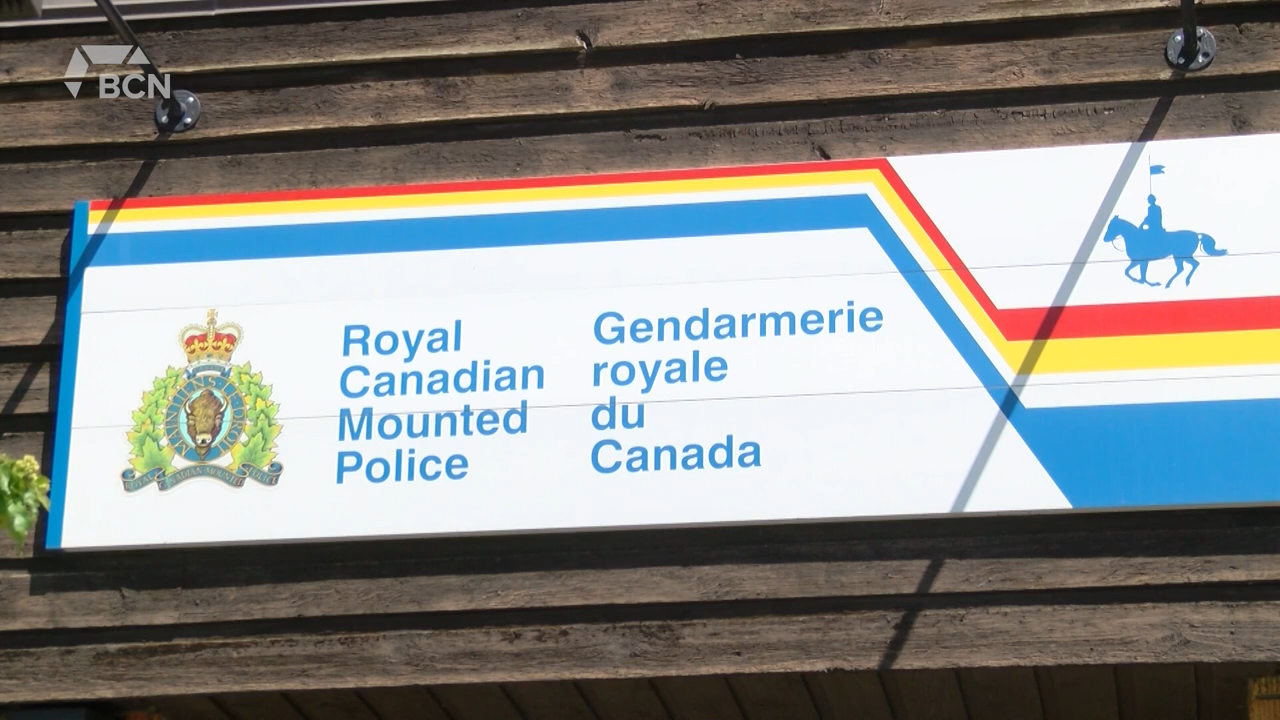 BCN
Royal
Canadian
Mounted
Police
Gendarmerie
royale
du
Canada